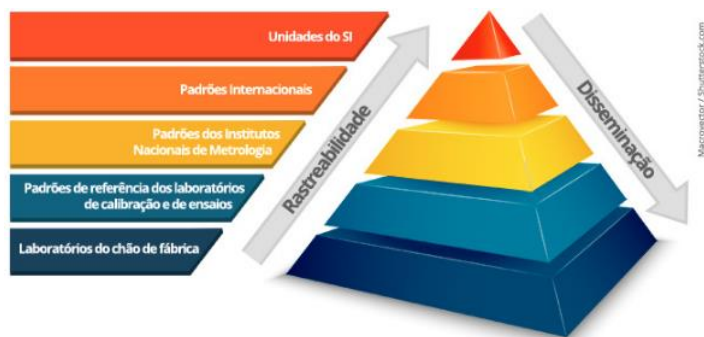 Unidades do SI
Padrões Internacionais
Padrões dos Institutos
Nacionais de Metrologia
Padrões de referência dos laboratórios
de calibração e de ensaios
Laboratórios do chão de fábrica
Rastreabilidade
Disseminação
Macrovector / Shutterstock.com